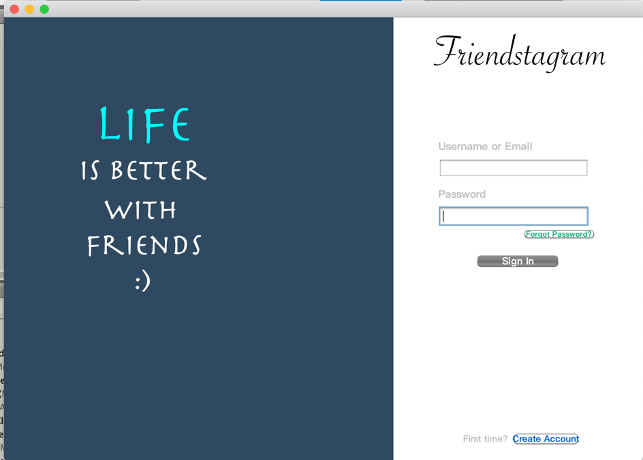 LIFE
IS BETTER
WITH
FRIENDS
:)
Friendstagram
Username or Email
Password
Forgot Password?
Sign In
First time? Create Account